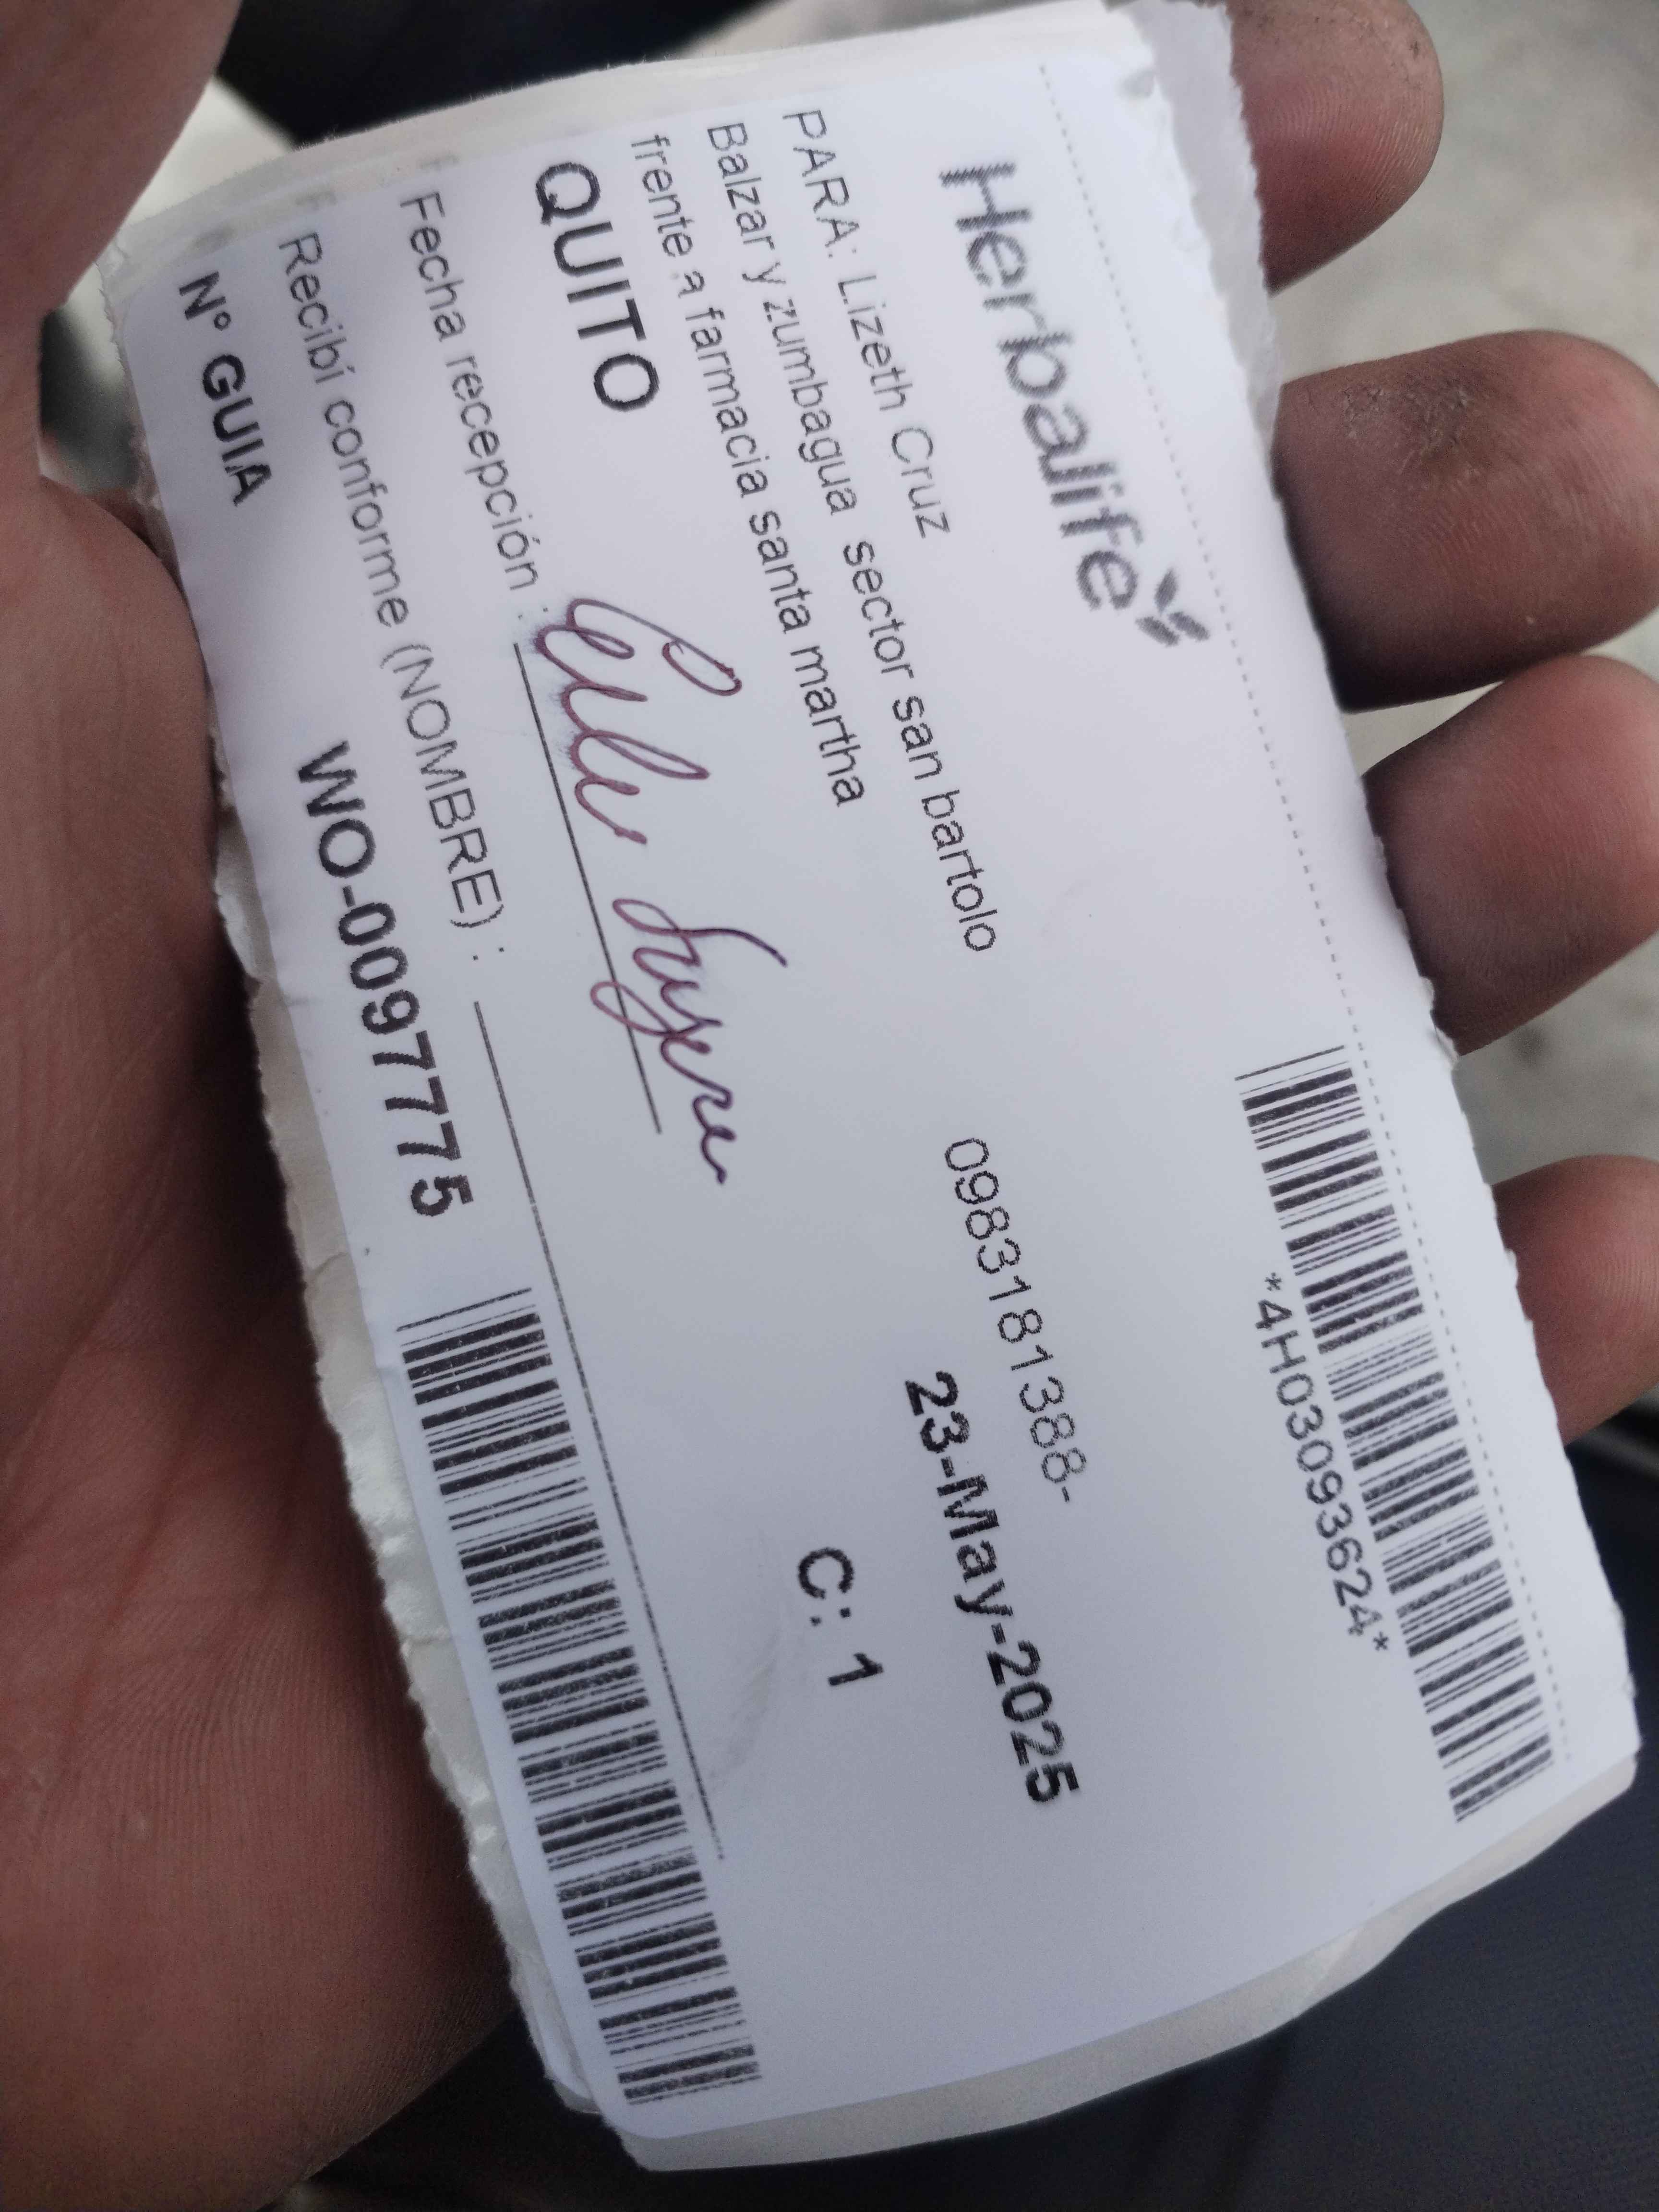 Herbalife
*4H03093624*
PARA: Lizeth Cruz
Balzar y zumbagua sector san bartolo
frente a farmacia santa martha
0983181388-
23-May-2025
QUITO
C: 1
Fecha recepción :
Recibí conforme (NOMBRE) :
Nº GUIA
WO-0097775